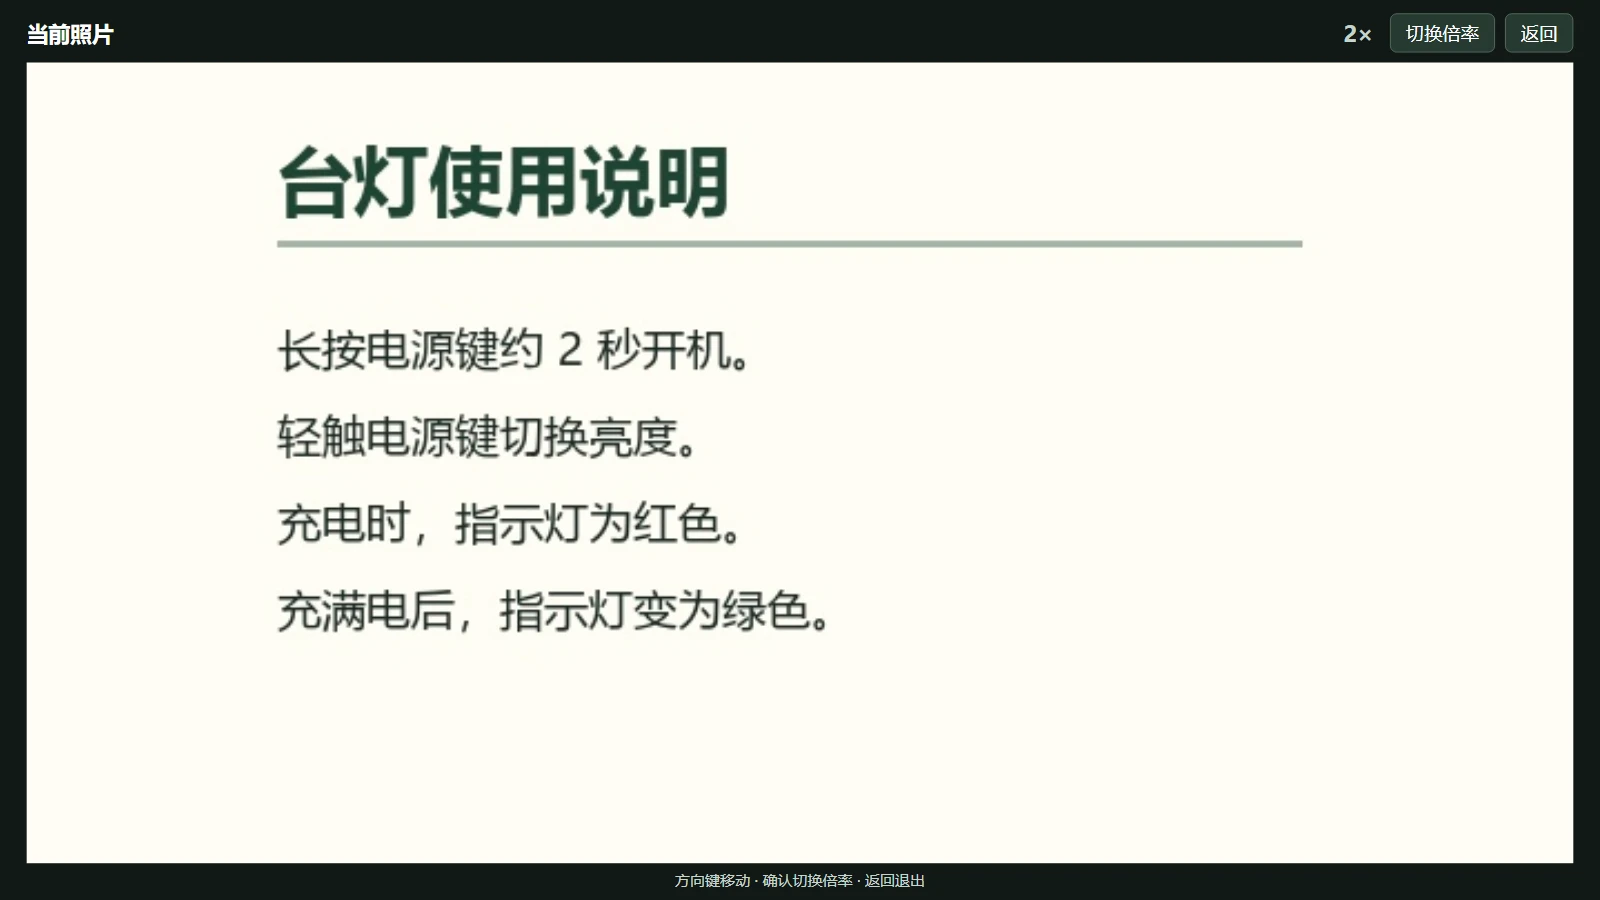 当前照片
2×
切换倍率
返回
台灯使用说明
长按电源键约 2 秒开机。
轻触电源键切换亮度。
充电时，指示灯为红色。
充满电后，指示灯变为绿色。
方向键移动 · 确认切换倍率 · 返回退出